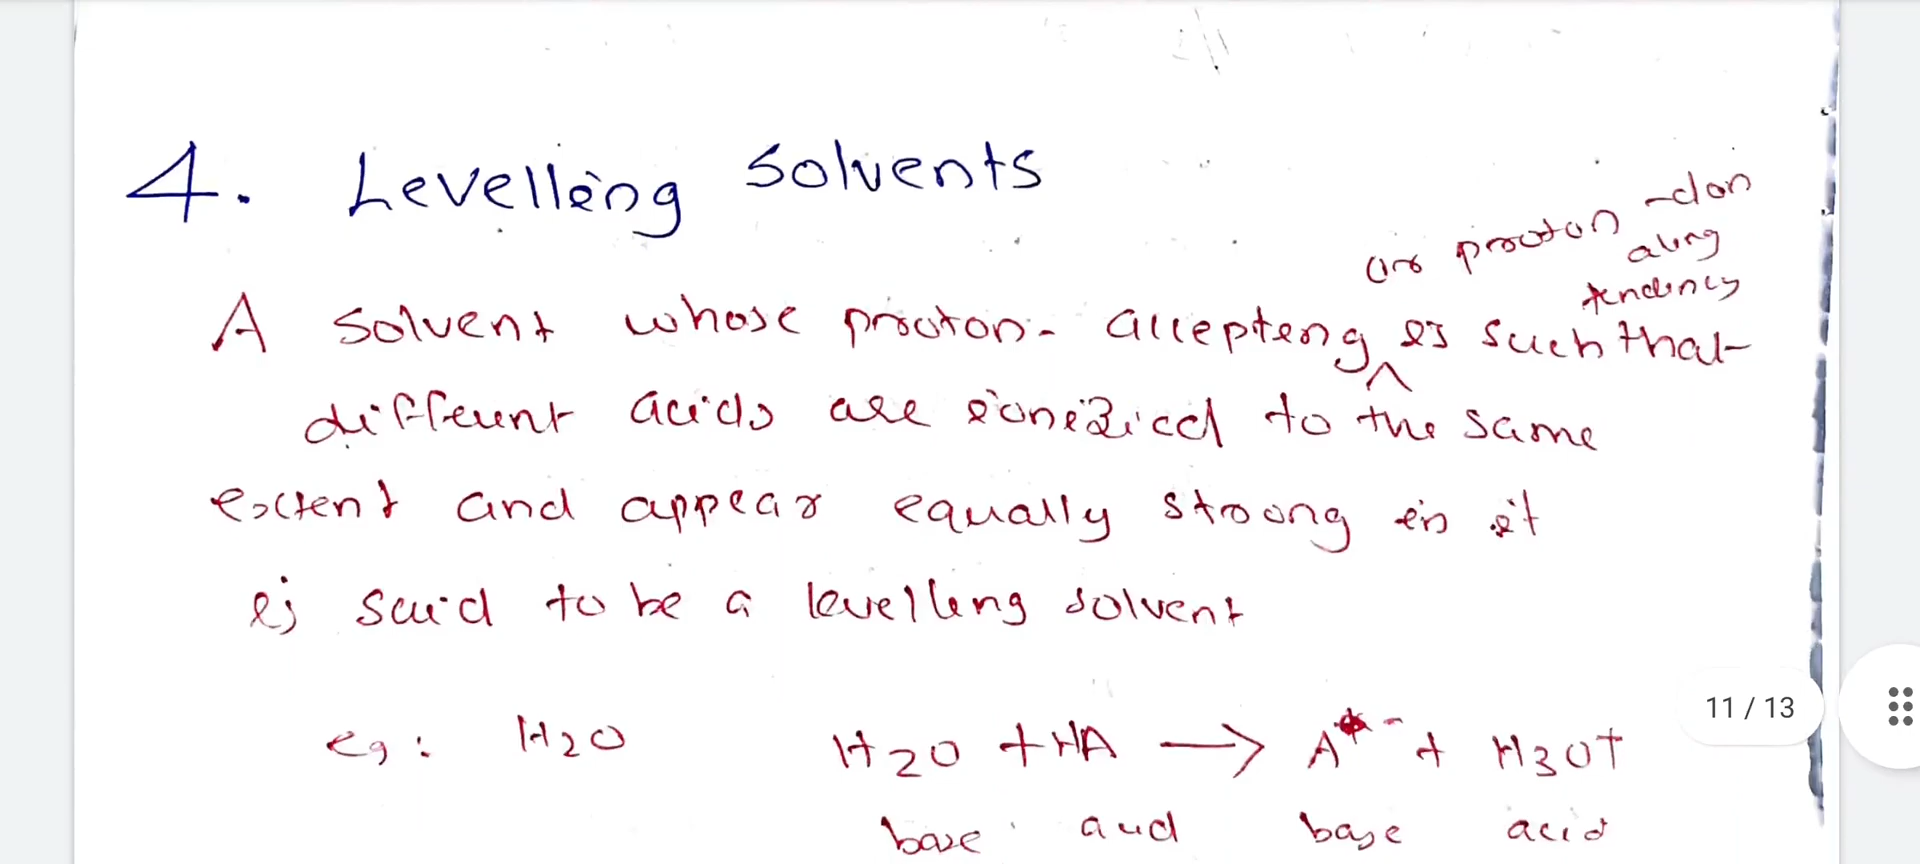 4. Levelling Solvents
or proton -don
ating
tendency
A solvent whose proton- accepting ^ is such that
different acids are ionized to the same
extent and appear equally strong in it
is said to be a levelling solvent
eg: H2O H2O + HA → A- + H3O+
base acid base acid
11 / 13